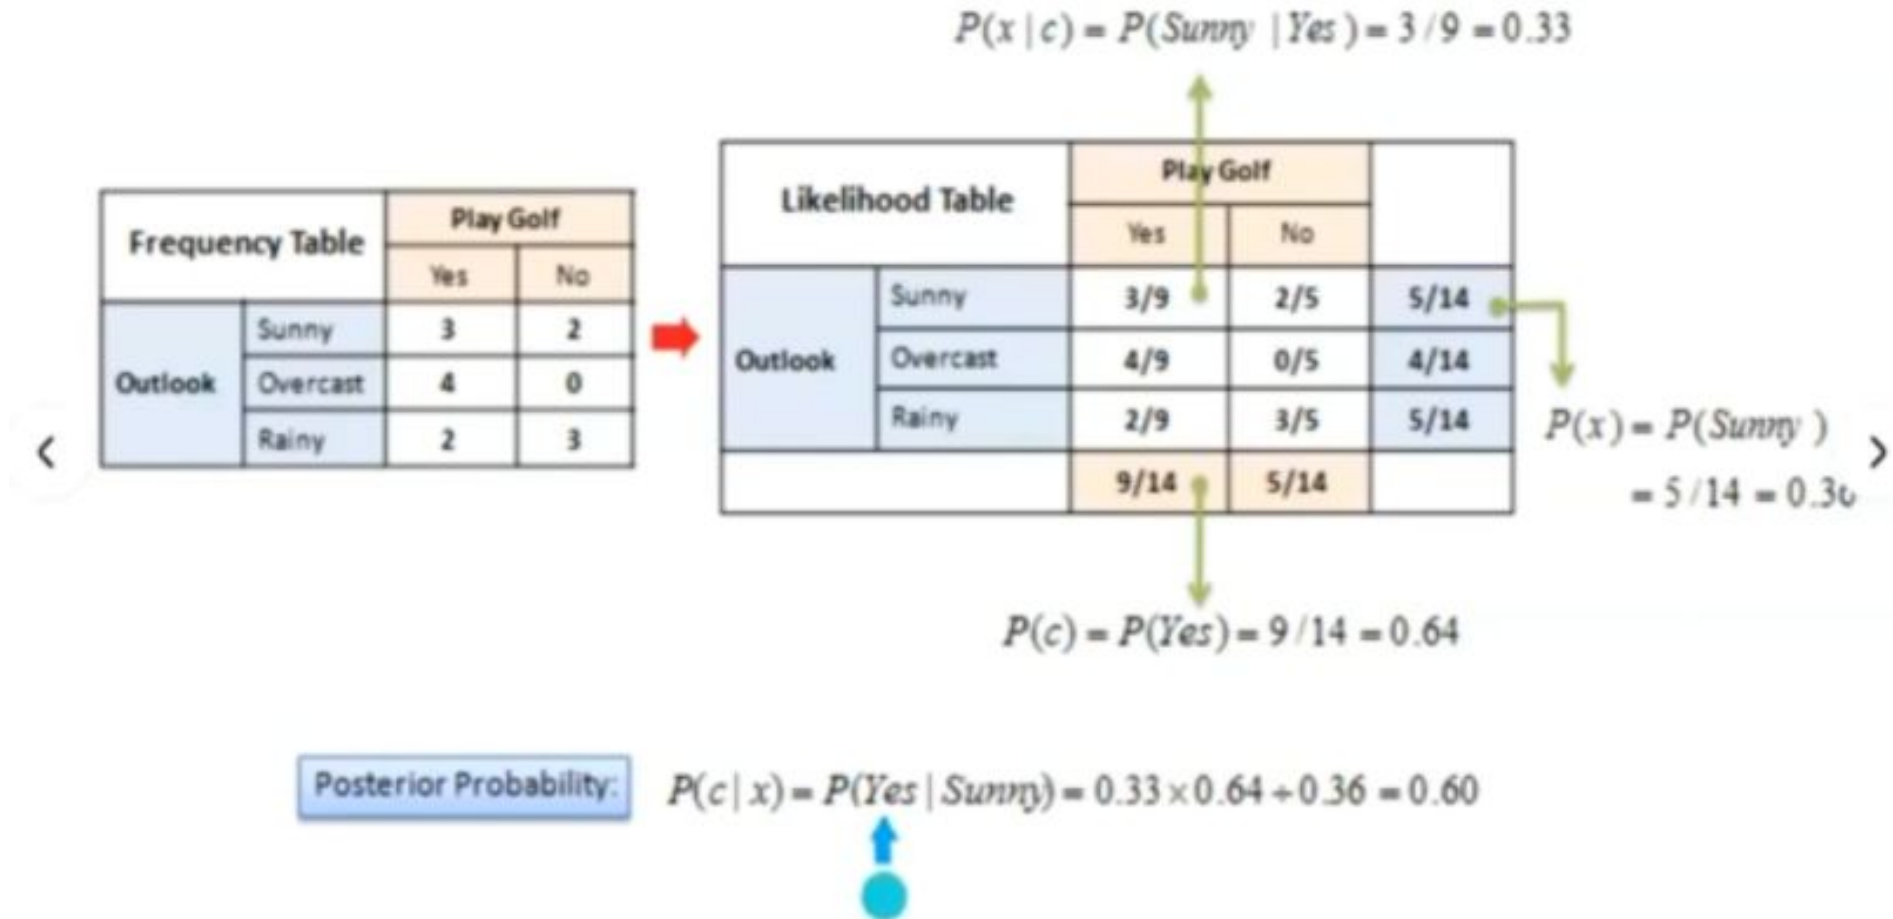 P(x | c) = P(Sunny | Yes) = 3 / 9 = 0.33
Frequency Table
Play Golf
Yes No
Outlook
Sunny 3 2
Overcast 4 0
Rainy 2 3
Likelihood Table
Play Golf
Yes No
Outlook
Sunny 3/9 2/5 5/14
Overcast 4/9 0/5 4/14
Rainy 2/9 3/5 5/14
9/14 5/14
P(x) = P(Sunny)
= 5 / 14 = 0.36
P(c) = P(Yes) = 9 / 14 = 0.64
Posterior Probability:
P(c | x) = P(Yes | Sunny) = 0.33 × 0.64 ÷ 0.36 = 0.60